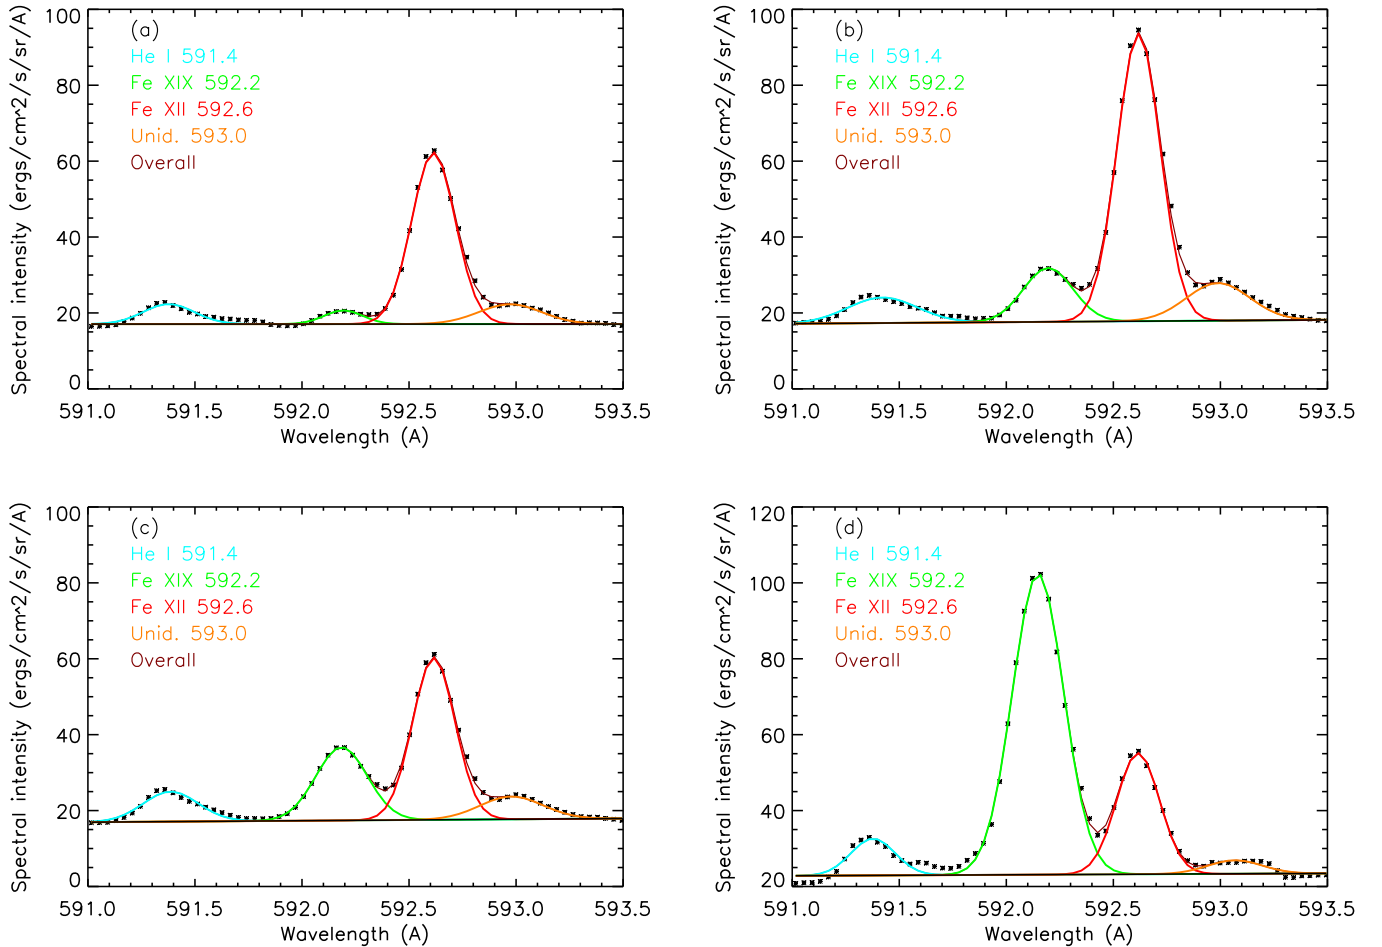 (a)
He I 591.4
Fe XIX 592.2
Fe XII 592.6
Unid. 593.0
Overall
Spectral intensity (ergs/cm^2/s/sr/A)
100
80
60
40
20
0
591.0 591.5 592.0 592.5 593.0 593.5
Wavelength (A)
(b)
He I 591.4
Fe XIX 592.2
Fe XII 592.6
Unid. 593.0
Overall
Spectral intensity (ergs/cm^2/s/sr/A)
100
80
60
40
20
0
591.0 591.5 592.0 592.5 593.0 593.5
Wavelength (A)
(c)
He I 591.4
Fe XIX 592.2
Fe XII 592.6
Unid. 593.0
Overall
Spectral intensity (ergs/cm^2/s/sr/A)
100
80
60
40
20
0
591.0 591.5 592.0 592.5 593.0 593.5
Wavelength (A)
(d)
He I 591.4
Fe XIX 592.2
Fe XII 592.6
Unid. 593.0
Overall
Spectral intensity (ergs/cm^2/s/sr/A)
120
100
80
60
40
20
591.0 591.5 592.0 592.5 593.0 593.5
Wavelength (A)